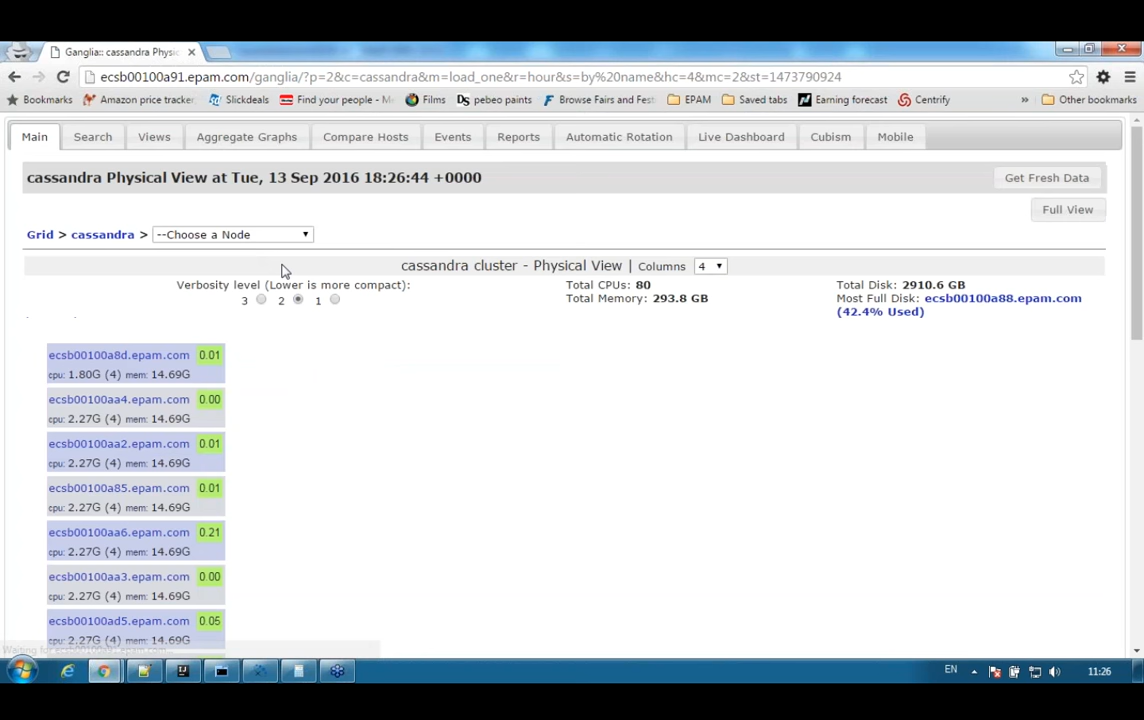 Ganglia:: cassandra Physic
ecsb00100a91.epam.com/ganglia/?p=2&c=cassandra&m=load_one&r=hour&s=by%20name&hc=4&mc=2&st=1473790924
Bookmarks Amazon price tracker Slickdeals Find your people - Me Films Ds pebeo paints Browse Fairs and Fest EPAM Saved tabs Earning forecast Centrify » Other bookmarks
Main Search Views Aggregate Graphs Compare Hosts Events Reports Automatic Rotation Live Dashboard Cubism Mobile
cassandra Physical View at Tue, 13 Sep 2016 18:26:44 +0000 Get Fresh Data
Full View
Grid > cassandra > --Choose a Node
cassandra cluster - Physical View | Columns 4
Verbosity level (Lower is more compact): Total CPUs: 80 Total Disk: 2910.6 GB
3 2 1 Total Memory: 293.8 GB Most Full Disk: ecsb00100a88.epam.com
(42.4% Used)
ecsb00100a8d.epam.com 0.01
cpu: 1.80G (4) mem: 14.69G
ecsb00100aa4.epam.com 0.00
cpu: 2.27G (4) mem: 14.69G
ecsb00100aa2.epam.com 0.01
cpu: 2.27G (4) mem: 14.69G
ecsb00100a85.epam.com 0.01
cpu: 2.27G (4) mem: 14.69G
ecsb00100aa6.epam.com 0.21
cpu: 2.27G (4) mem: 14.69G
ecsb00100aa3.epam.com 0.00
cpu: 2.27G (4) mem: 14.69G
ecsb00100ad5.epam.com 0.05
cpu: 2.27G (4) mem: 14.69G
Waiting for ecsb00100a91.epam.com...
EN 11:26